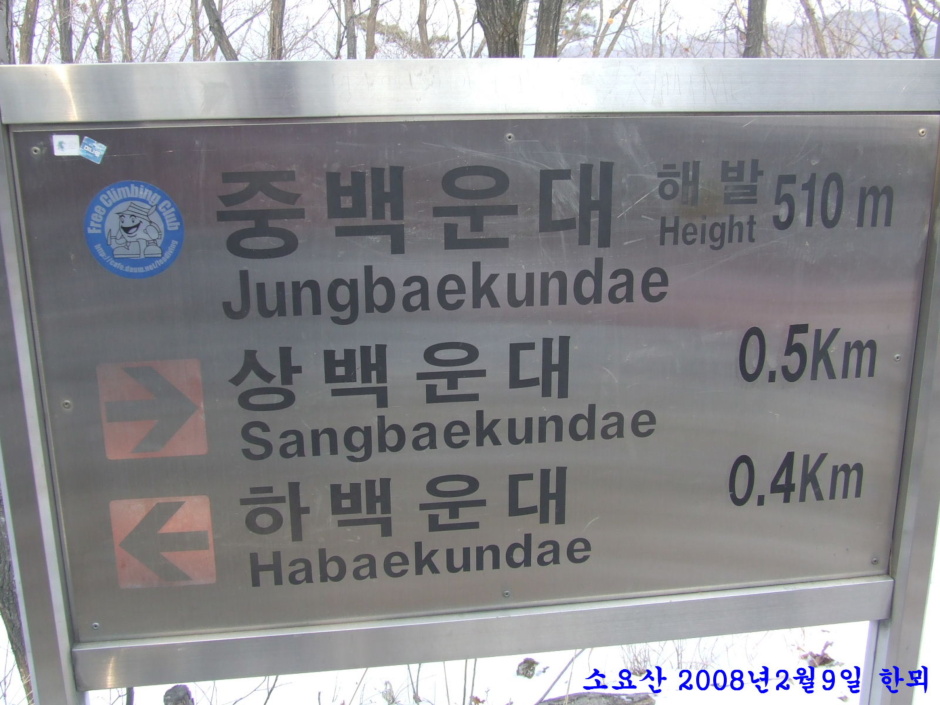 중백운대 해발 510 m
Height
Jungbaekundae
Free Climbing Club
상백운대 0.5Km
Sangbaekundae
하백운대 0.4Km
Habaekundae
소요산 2008년2월9일 한뫼